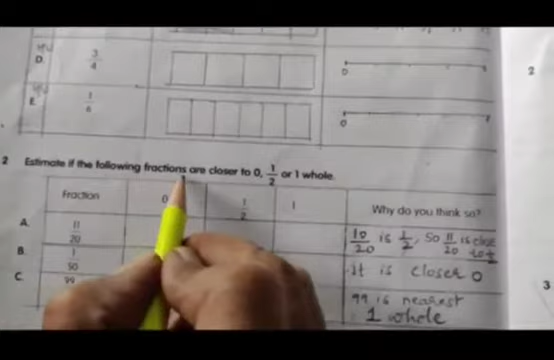 D. 3/4
0
2
E. 1/6
0
2 Estimate if the following fractions are closer to 0, 1/2 or 1 whole.
Fraction 0 1/2 1 Why do you think so?
A. 11/20 10/20 is 1/2, So 11/20 is close to 1/2
B. 1/50 It is closer 0
C. 99 99 is nearest
1 whole
3